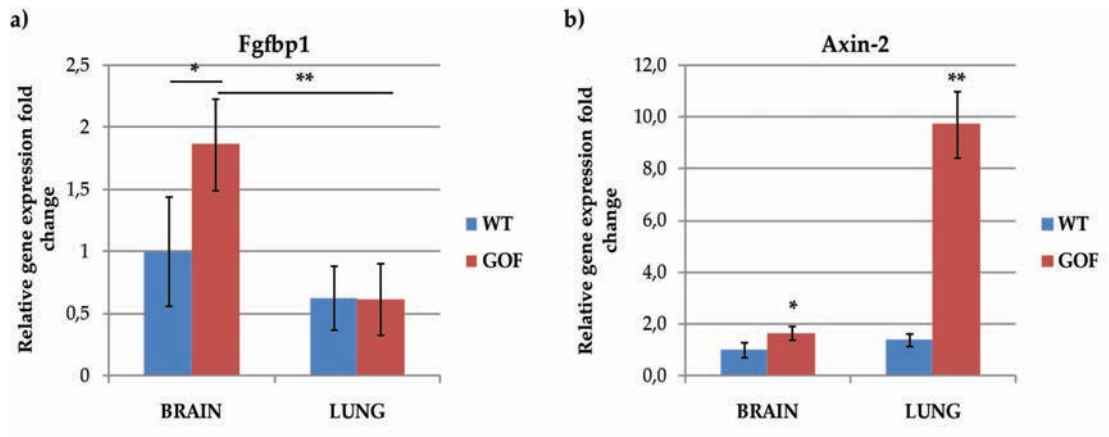 a)
Fgfbp1
Relative gene expression fold
change
2,5
2
1,5
1
0,5
0
*
**
BRAIN
LUNG
WT
GOF
b)
Axin-2
Relative gene expression fold
change
12,0
10,0
8,0
6,0
4,0
2,0
0,0
*
**
BRAIN
LUNG
WT
GOF